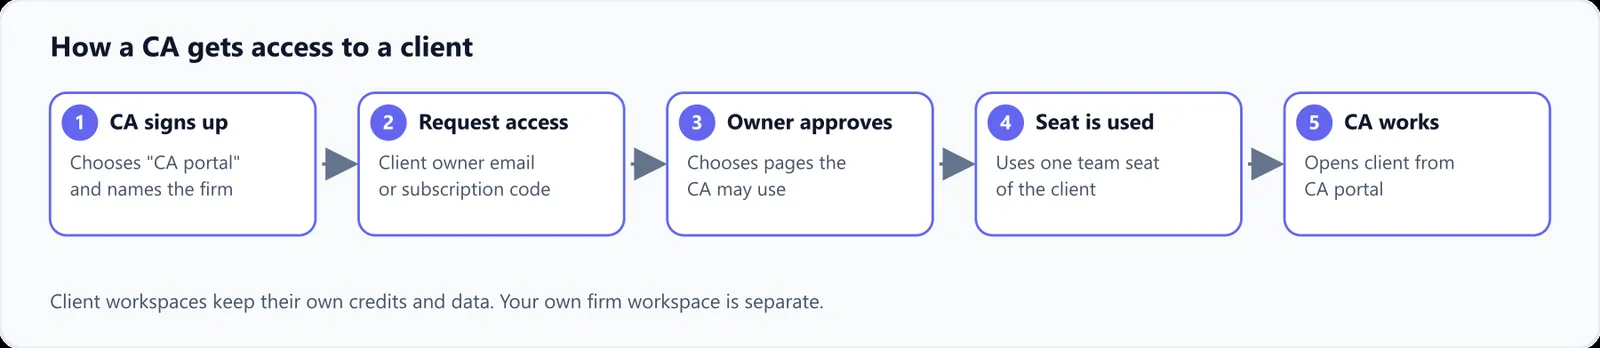 How a CA gets access to a client
1 CA signs up
Chooses "CA portal"
and names the firm
2 Request access
Client owner email
or subscription code
3 Owner approves
Chooses pages the
CA may use
4 Seat is used
Uses one team seat
of the client
5 CA works
Opens client from
CA portal
Client workspaces keep their own credits and data. Your own firm workspace is separate.